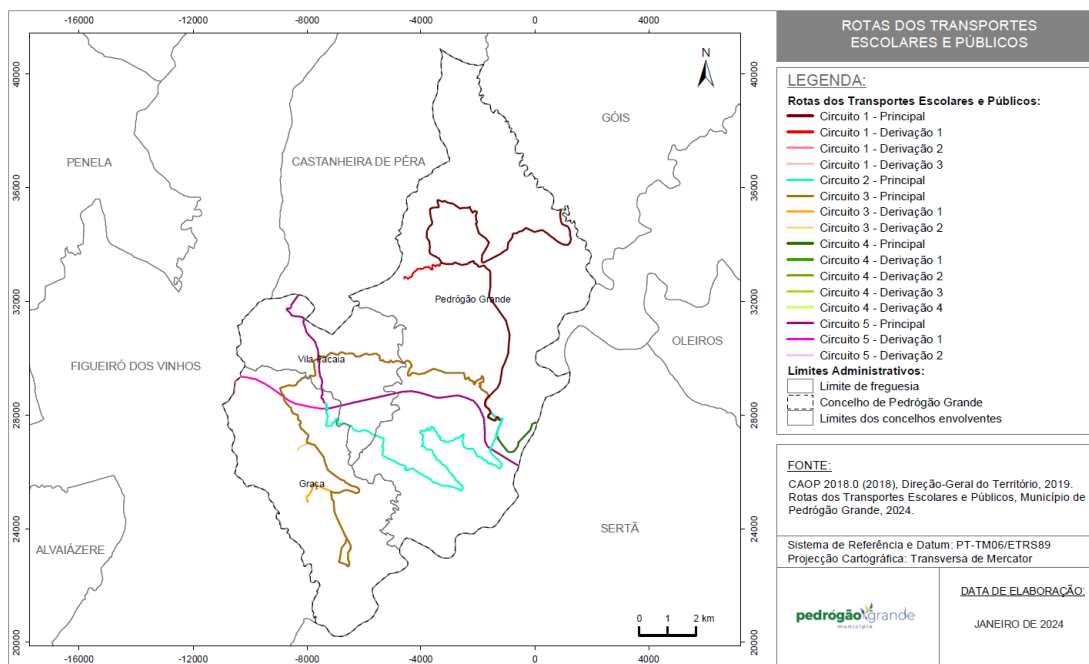 -16000 -12000 -8000 -4000 0 4000
40000 36000 32000 28000 24000 20000
N
GÓIS
PENELA
CASTANHEIRA DE PÊRA
Pedrógão Grande
OLEIROS
FIGUEIRÓ DOS VINHOS
Vila Facaia
Graça
SERTÃ
ALVAIÁZERE
0 1 2 km
40000 36000 32000 28000 24000 20000
-16000 -12000 -8000 -4000 0 4000
ROTAS DOS TRANSPORTES
ESCOLARES E PÚBLICOS
LEGENDA:
Rotas dos Transportes Escolares e Públicos:
Circuito 1 - Principal
Circuito 1 - Derivação 1
Circuito 1 - Derivação 2
Circuito 1 - Derivação 3
Circuito 2 - Principal
Circuito 3 - Principal
Circuito 3 - Derivação 1
Circuito 3 - Derivação 2
Circuito 4 - Principal
Circuito 4 - Derivação 1
Circuito 4 - Derivação 2
Circuito 4 - Derivação 3
Circuito 4 - Derivação 4
Circuito 5 - Principal
Circuito 5 - Derivação 1
Circuito 5 - Derivação 2
Limites Administrativos:
Limite de freguesia
Concelho de Pedrógão Grande
Limites dos concelhos envolventes
FONTE:
CAOP 2018.0 (2018), Direção-Geral do Território, 2019.
Rotas dos Transportes Escolares e Públicos, Município de
Pedrógão Grande, 2024.
Sistema de Referência e Datum: PT-TM06/ETRS89
Projecção Cartográfica: Transversa de Mercator
pedrógão grande
município
DATA DE ELABORAÇÃO:
JANEIRO DE 2024